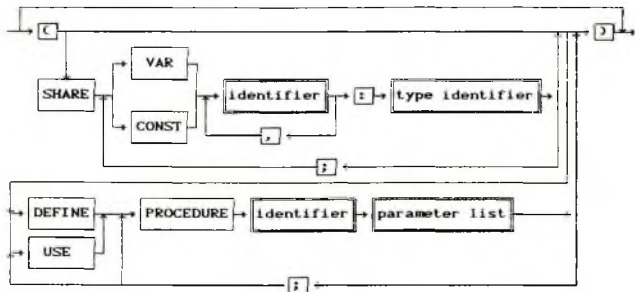 ( )
VAR
SHARE
identifier : type identifier
CONST
,
;
DEFINE PROCEDURE identifier parameter list
USE
;